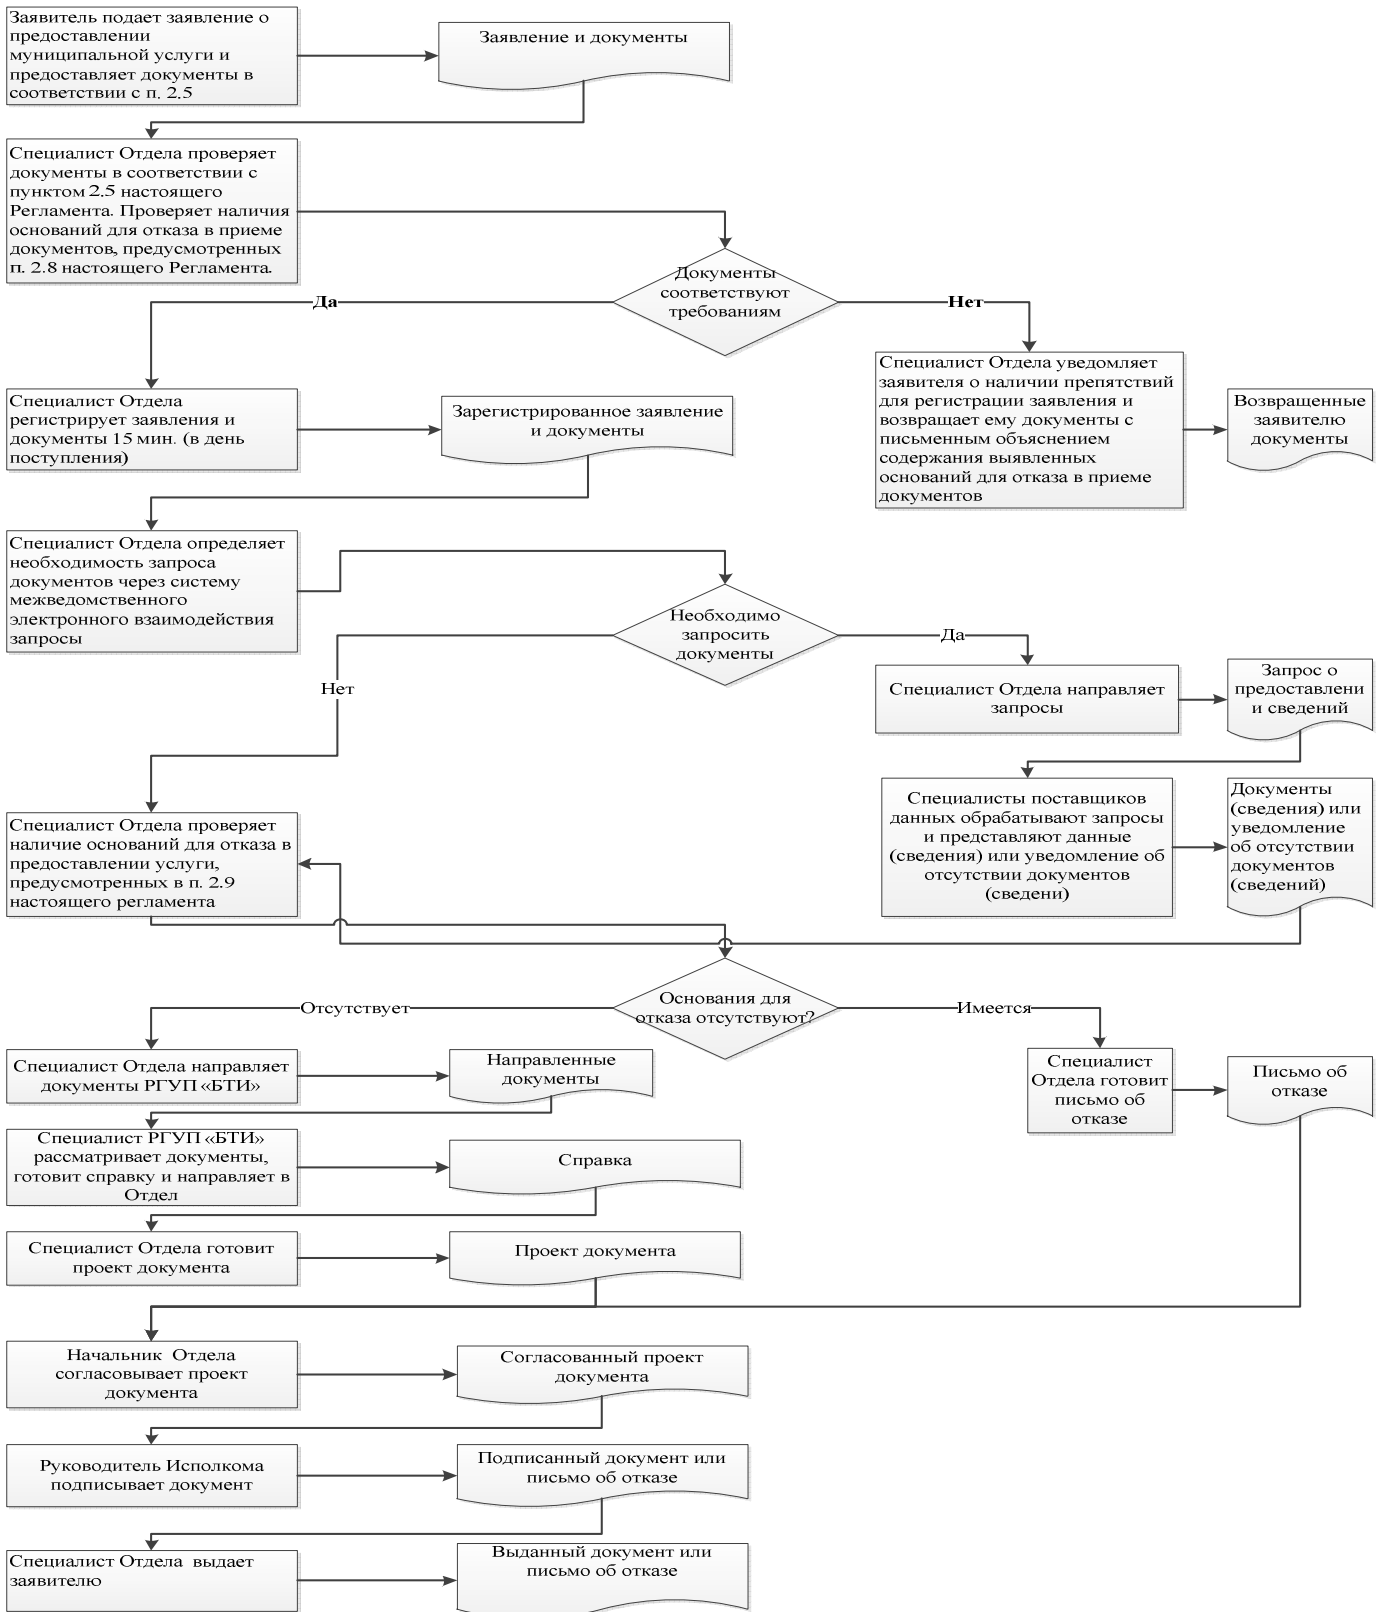 Заявитель подает заявление о
предоставлении
муниципальной услуги и
предоставляет документы в
соответствии с п. 2.5
Заявление и документы
Специалист Отдела проверяет
документы в соответствии с
пунктом 2.5 настоящего
Регламента. Проверяет наличия
оснований для отказа в приеме
документов, предусмотренных
п. 2.8 настоящего Регламента.
Документы
соответствуют
требованиям
Да
Нет
Специалист Отдела уведомляет
заявителя о наличии препятствий
для регистрации заявления и
возвращает ему документы с
письменным объяснением
содержания выявленных
оснований для отказа в приеме
документов
Возвращенные
заявителю
документы
Специалист Отдела
регистрирует заявления и
документы 15 мин. (в день
поступления)
Зарегистрированное заявление
и документы
Специалист Отдела определяет
необходимость запроса
документов через систему
межведомственного
электронного взаимодействия
запросы
Необходимо
запросить
документы
Да
Нет
Специалист Отдела направляет
запросы
Запрос о
предоставлени
и сведений
Специалисты поставщиков
данных обрабатывают запросы
и представляют данные
(сведения) или уведомление об
отсутствии документов
(сведени)
Документы
(сведения) или
уведомление
об отсутствии
документов
(сведений)
Специалист Отдела проверяет
наличие оснований для отказа в
предоставлении услуги,
предусмотренных в п. 2.9
настоящего регламента
Основания для
отказа отсутствуют?
Отсутствует
Имеется
Специалист Отдела направляет
документы РГУП «БТИ»
Направленные
документы
Специалист
Отдела готовит
письмо об
отказе
Письмо об
отказе
Специалист РГУП «БТИ»
рассматривает документы,
готовит справку и направляет в
Отдел
Справка
Специалист Отдела готовит
проект документа
Проект документа
Начальник Отдела
согласовывает проект
документа
Согласованный проект
документа
Руководитель Исполкома
подписывает документ
Подписанный документ или
письмо об отказе
Специалист Отдела выдает
заявителю
Выданный документ или
письмо об отказе